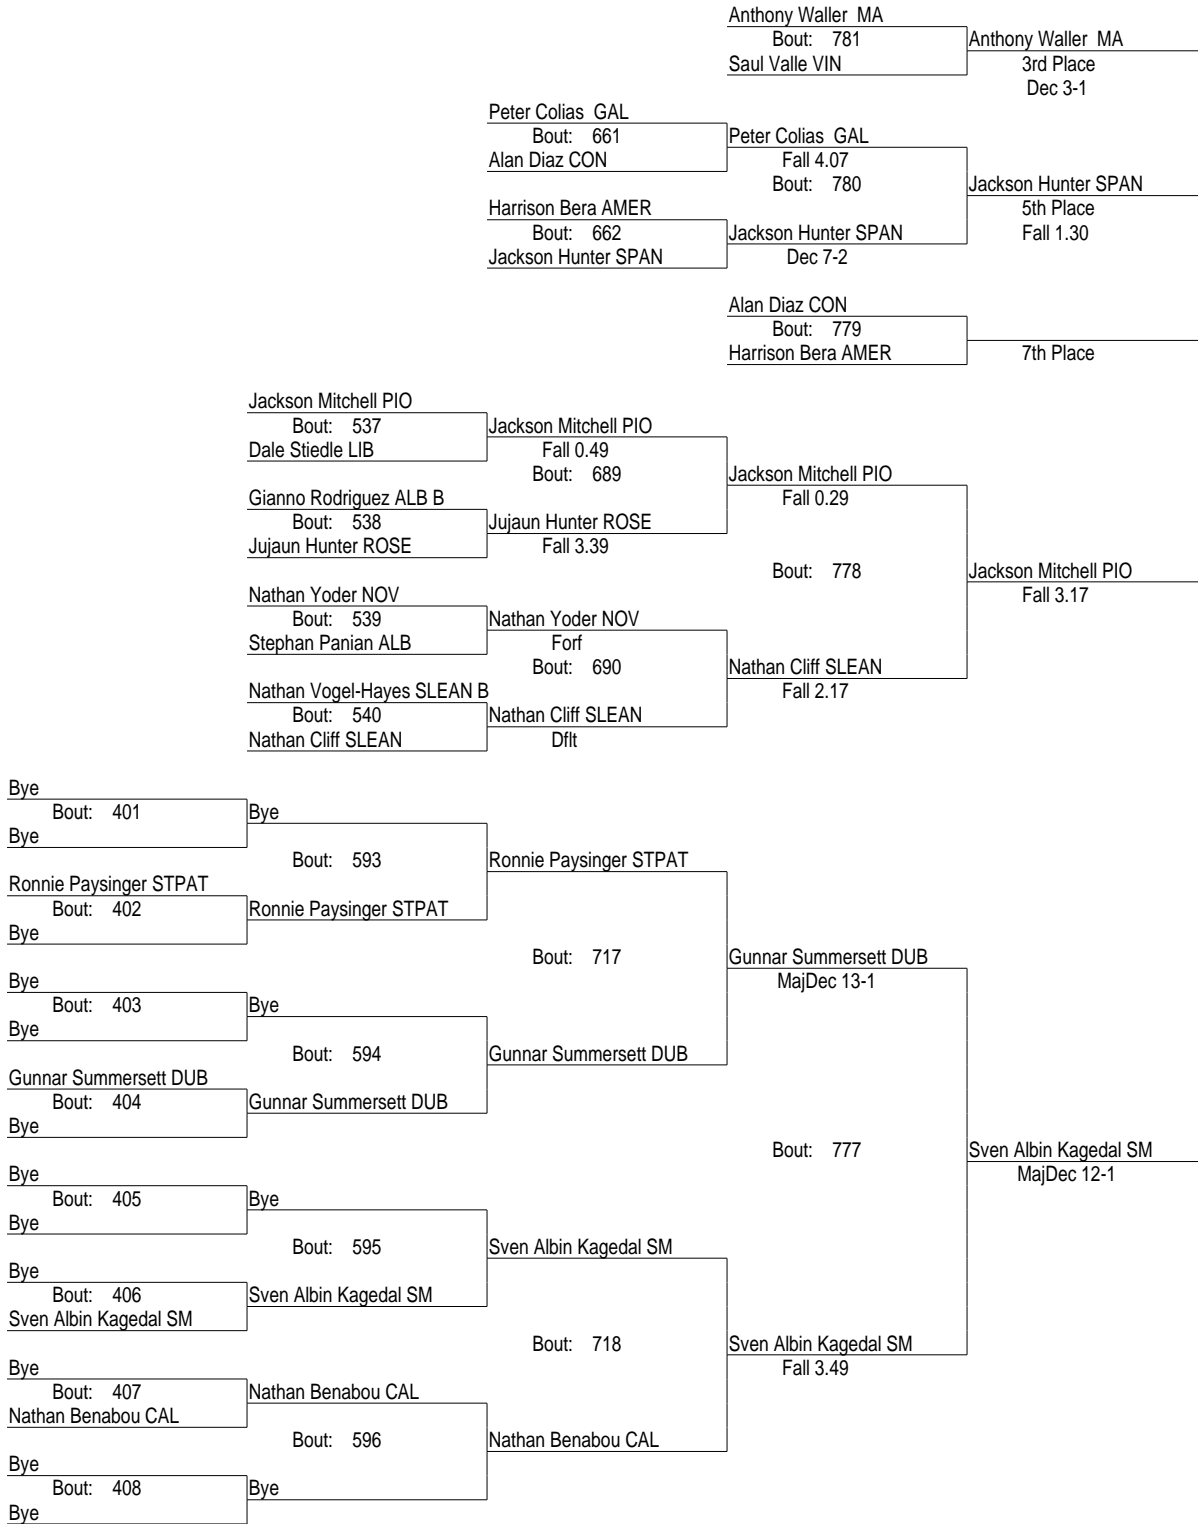 Anthony Waller MA
Bout: 781
Anthony Waller MA
Saul Valle VIN
3rd Place
Dec 3-1
Peter Colias GAL
Bout: 661
Peter Colias GAL
Alan Diaz CON
Fall 4.07
Bout: 780
Jackson Hunter SPAN
Harrison Bera AMER
5th Place
Bout: 662
Jackson Hunter SPAN
Fall 1.30
Jackson Hunter SPAN
Dec 7-2
Alan Diaz CON
Bout: 779
Harrison Bera AMER
7th Place
Jackson Mitchell PIO
Bout: 537
Jackson Mitchell PIO
Dale Stiedle LIB
Fall 0.49
Bout: 689
Jackson Mitchell PIO
Gianno Rodriguez ALB B
Fall 0.29
Bout: 538
Jujaun Hunter ROSE
Jujaun Hunter ROSE
Fall 3.39
Bout: 778
Jackson Mitchell PIO
Nathan Yoder NOV
Fall 3.17
Bout: 539
Nathan Yoder NOV
Stephan Panian ALB
Forf
Bout: 690
Nathan Cliff SLEAN
Nathan Vogel-Hayes SLEAN B
Fall 2.17
Bout: 540
Nathan Cliff SLEAN
Nathan Cliff SLEAN
Dflt
Bye
Bout: 401
Bye
Bye
Bout: 593
Ronnie Paysinger STPAT
Ronnie Paysinger STPAT
Bout: 402
Ronnie Paysinger STPAT
Bye
Bout: 717
Gunnar Summersett DUB
Bye
MajDec 13-1
Bout: 403
Bye
Bye
Bout: 594
Gunnar Summersett DUB
Gunnar Summersett DUB
Bout: 404
Gunnar Summersett DUB
Bye
Bout: 777
Sven Albin Kagedal SM
Bye
MajDec 12-1
Bout: 405
Bye
Bye
Bout: 595
Sven Albin Kagedal SM
Bye
Bout: 406
Sven Albin Kagedal SM
Sven Albin Kagedal SM
Bout: 718
Sven Albin Kagedal SM
Bye
Fall 3.49
Bout: 407
Nathan Benabou CAL
Nathan Benabou CAL
Bout: 596
Nathan Benabou CAL
Bye
Bout: 408
Bye
Bye